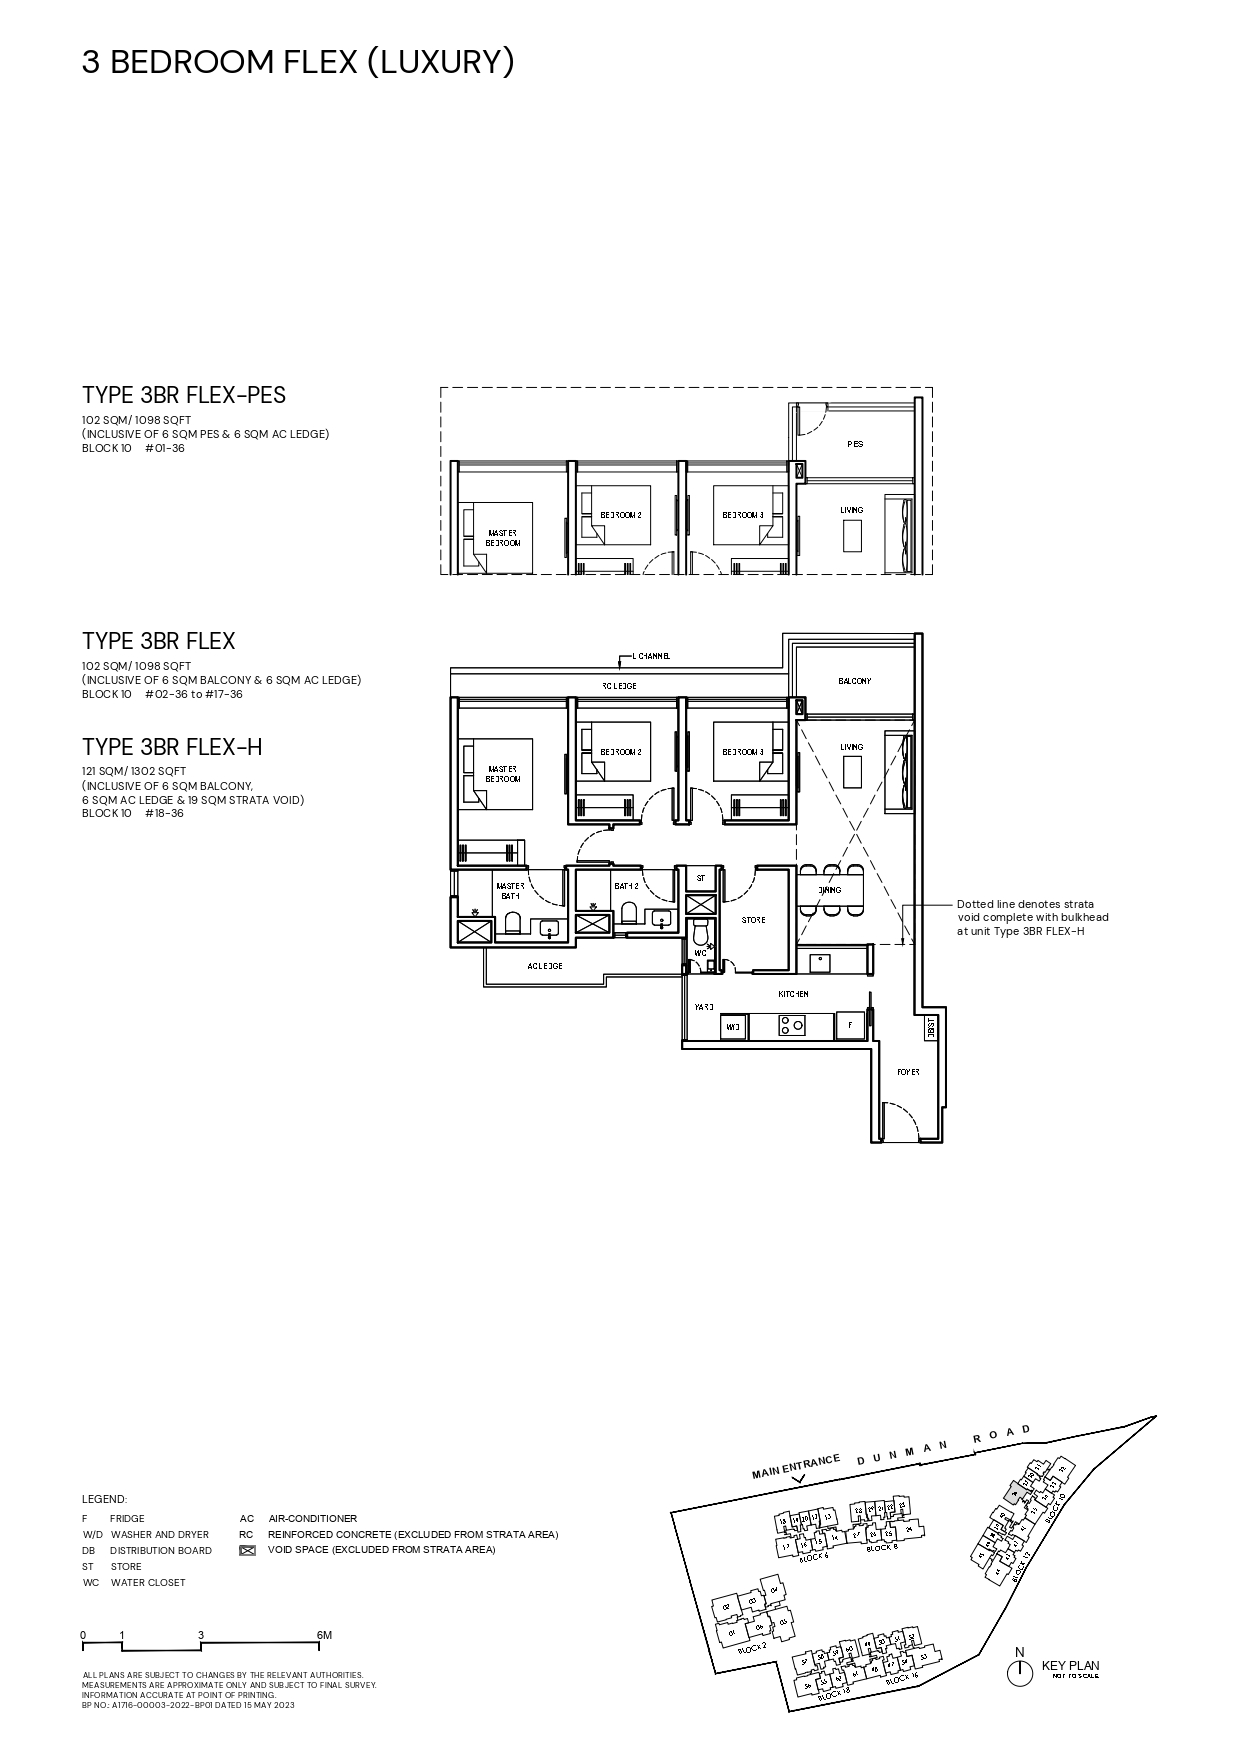 3 BEDROOM FLEX (LUXURY)
TYPE 3BR FLEX-PES
102 SQM/ 1098 SQFT
(INCLUSIVE OF 6 SQM PES & 6 SQM AC LEDGE)
BLOCK 10 #01-36
PES
LIVING
BEDROOM 2
BEDROOM 3
MASTER
BEDROOM
TYPE 3BR FLEX
102 SQM/ 1098 SQFT
(INCLUSIVE OF 6 SQM BALCONY & 6 SQM AC LEDGE)
BLOCK 10 #02-36 to #17-36
TYPE 3BR FLEX-H
121 SQM/ 1302 SQFT
(INCLUSIVE OF 6 SQM BALCONY,
6 SQM AC LEDGE & 19 SQM STRATA VOID)
BLOCK 10 #18-36
L CHANNEL
RC LEDGE
BALCONY
LIVING
BEDROOM 2
BEDROOM 3
MASTER
BEDROOM
ST
MASTER
BATH
BATH 2
DINING
STORE
Dotted line denotes strata
void complete with bulkhead
at unit Type 3BR FLEX-H
WC
AC LEDGE
KITCHEN
YARD
W/D
F
DB/ST
FOYER
MAIN ENTRANCE
DUNMAN ROAD
BLOCK 6
BLOCK 8
BLOCK 10
BLOCK 12
BLOCK 2
BLOCK 18
BLOCK 16
N
KEY PLAN
NOT TO SCALE
LEGEND:
F FRIDGE
W/D WASHER AND DRYER
DB DISTRIBUTION BOARD
ST STORE
WC WATER CLOSET
AC AIR-CONDITIONER
RC REINFORCED CONCRETE (EXCLUDED FROM STRATA AREA)
VOID SPACE (EXCLUDED FROM STRATA AREA)
0 1 3 6M
ALL PLANS ARE SUBJECT TO CHANGES BY THE RELEVANT AUTHORITIES.
MEASUREMENTS ARE APPROXIMATE ONLY AND SUBJECT TO FINAL SURVEY.
INFORMATION ACCURATE AT POINT OF PRINTING.
BP NO.: A1716-00003-2022-BP01 DATED 15 MAY 2023